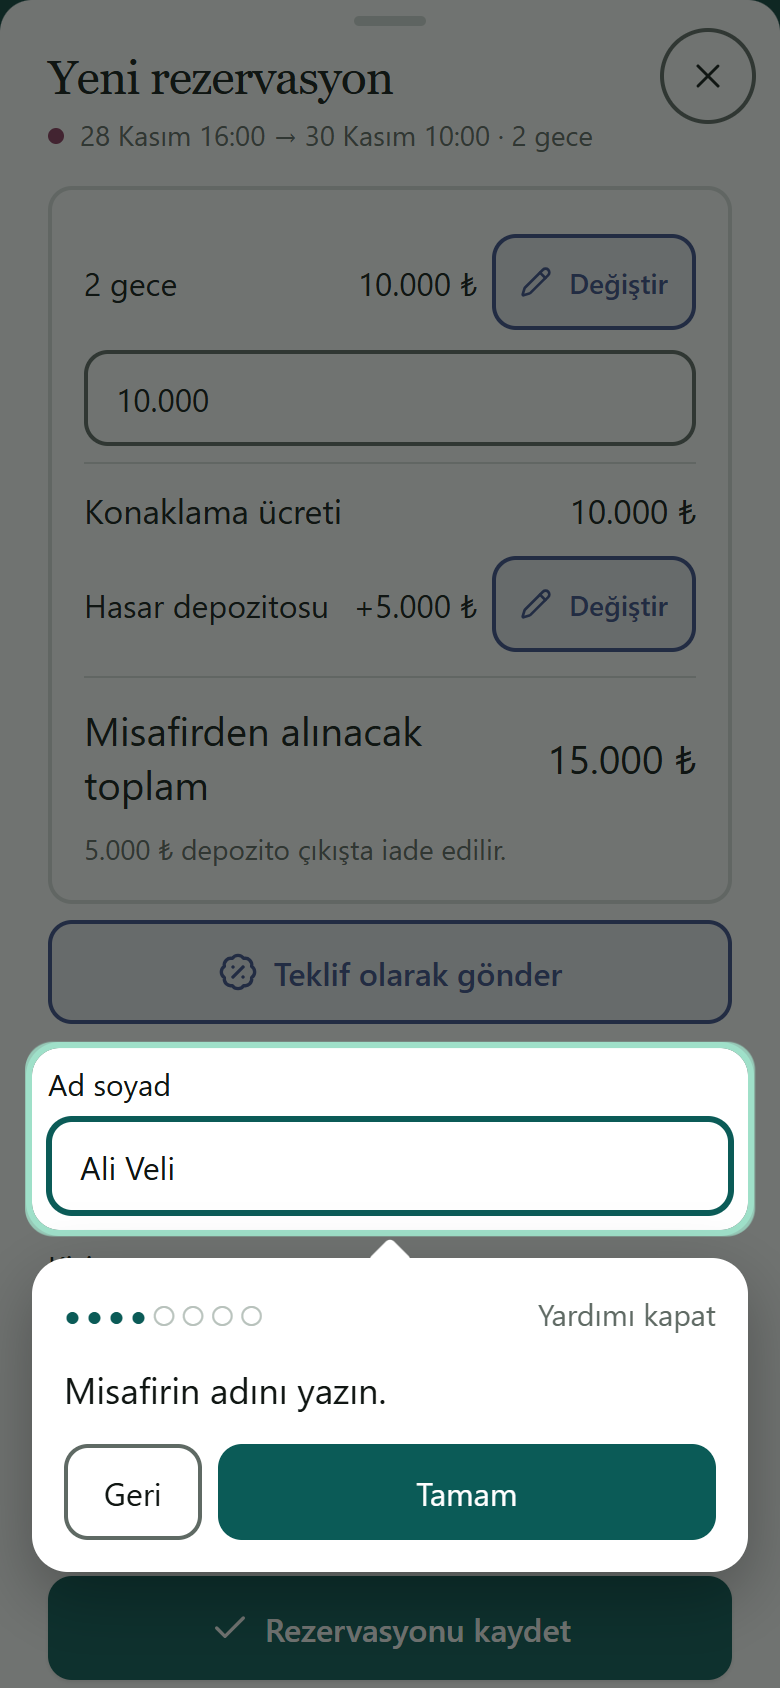 Yeni rezervasyon
28 Kasım 16:00 → 30 Kasım 10:00 · 2 gece
2 gece 10.000 ₺ Değiştir
10.000
Konaklama ücreti 10.000 ₺
Hasar depozitosu +5.000 ₺ Değiştir
Misafirden alınacak
toplam 15.000 ₺
5.000 ₺ depozito çıkışta iade edilir.
Teklif olarak gönder
Ad soyad
Ali Veli
Yardımı kapat
Misafirin adını yazın.
Geri Tamam
Rezervasyonu kaydet